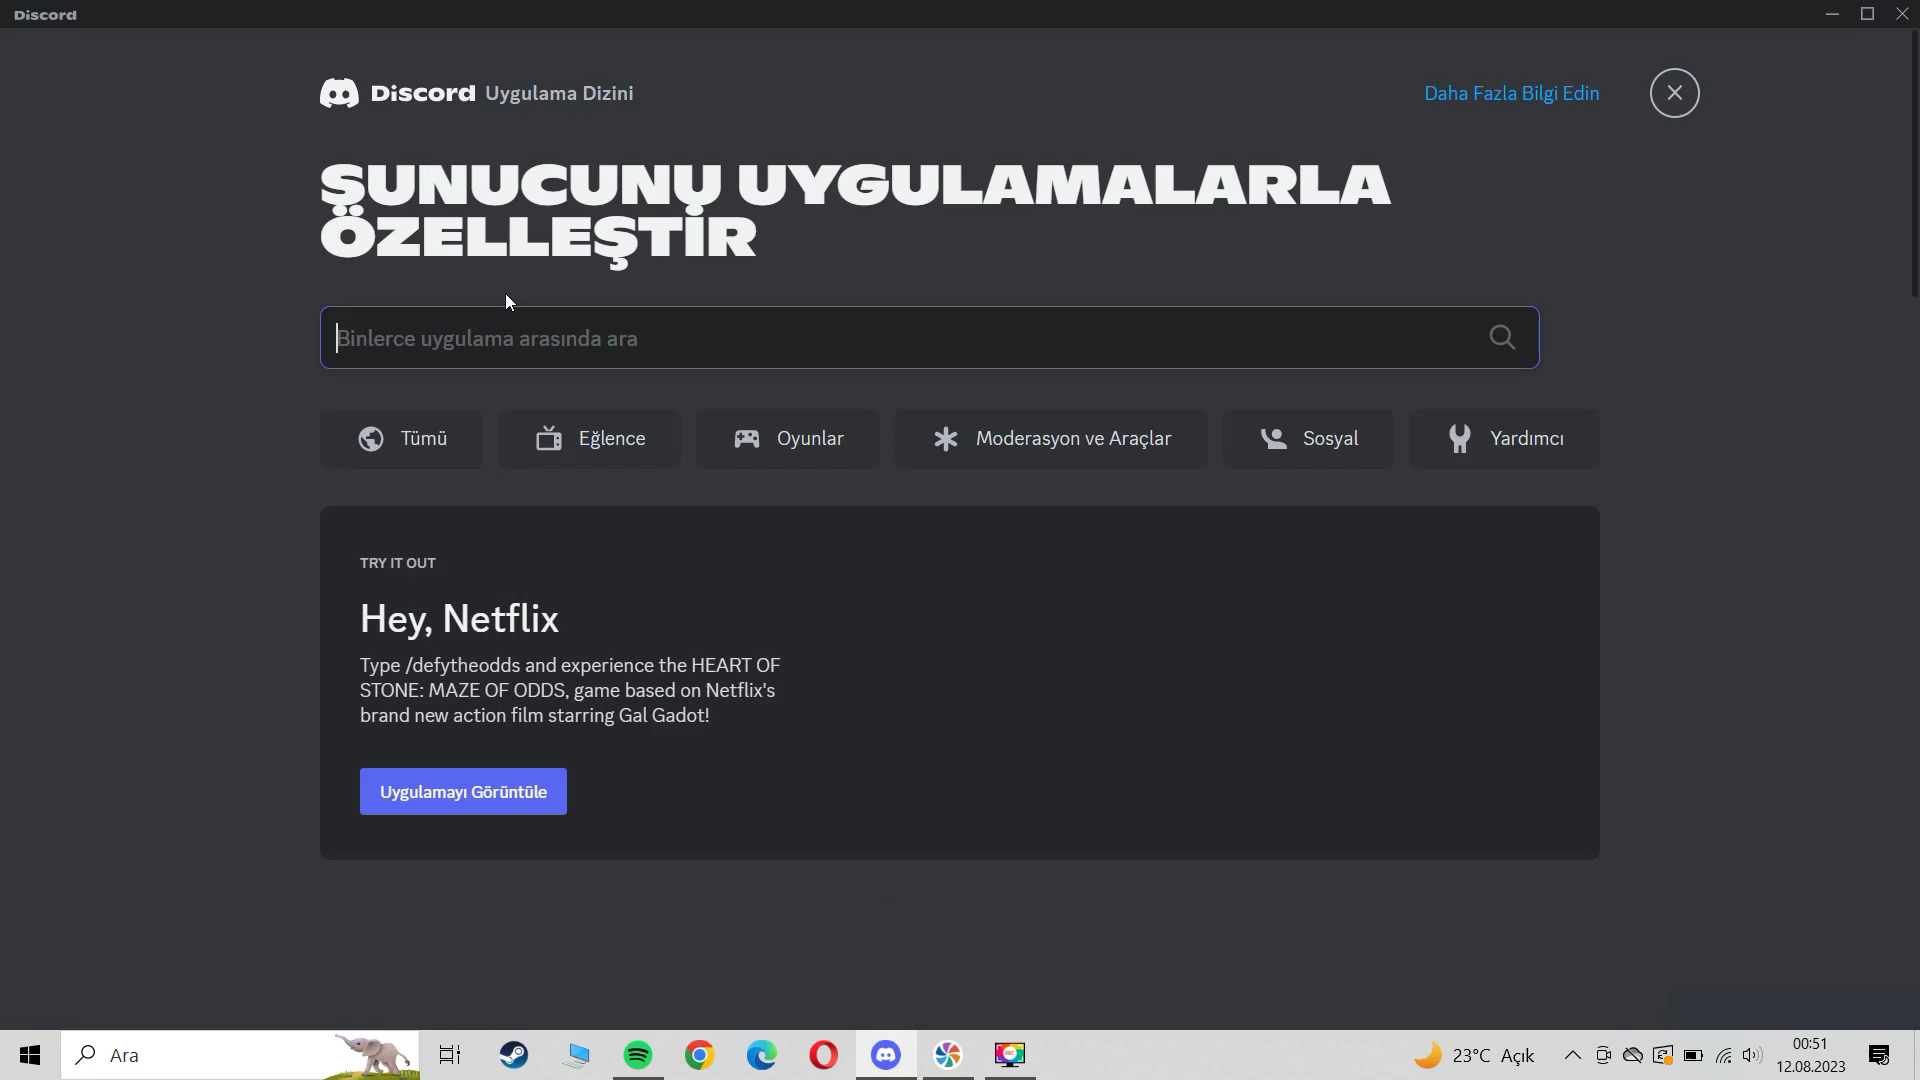 Discord
Discord Uygulama Dizini
Daha Fazla Bilgi Edin
SUNUCUNU UYGULAMALARLA
ÖZELLEŞTİR
Binlerce uygulama arasında ara
Tümü
Eğlence
Oyunlar
Moderasyon ve Araçlar
Sosyal
Yardımcı
TRY IT OUT
Hey, Netflix
Type /defytheodds and experience the HEART OF
STONE: MAZE OF ODDS, game based on Netflix's
brand new action film starring Gal Gadot!
Uygulamayı Görüntüle
Ara
23°C Açık
00:51
12.08.2023